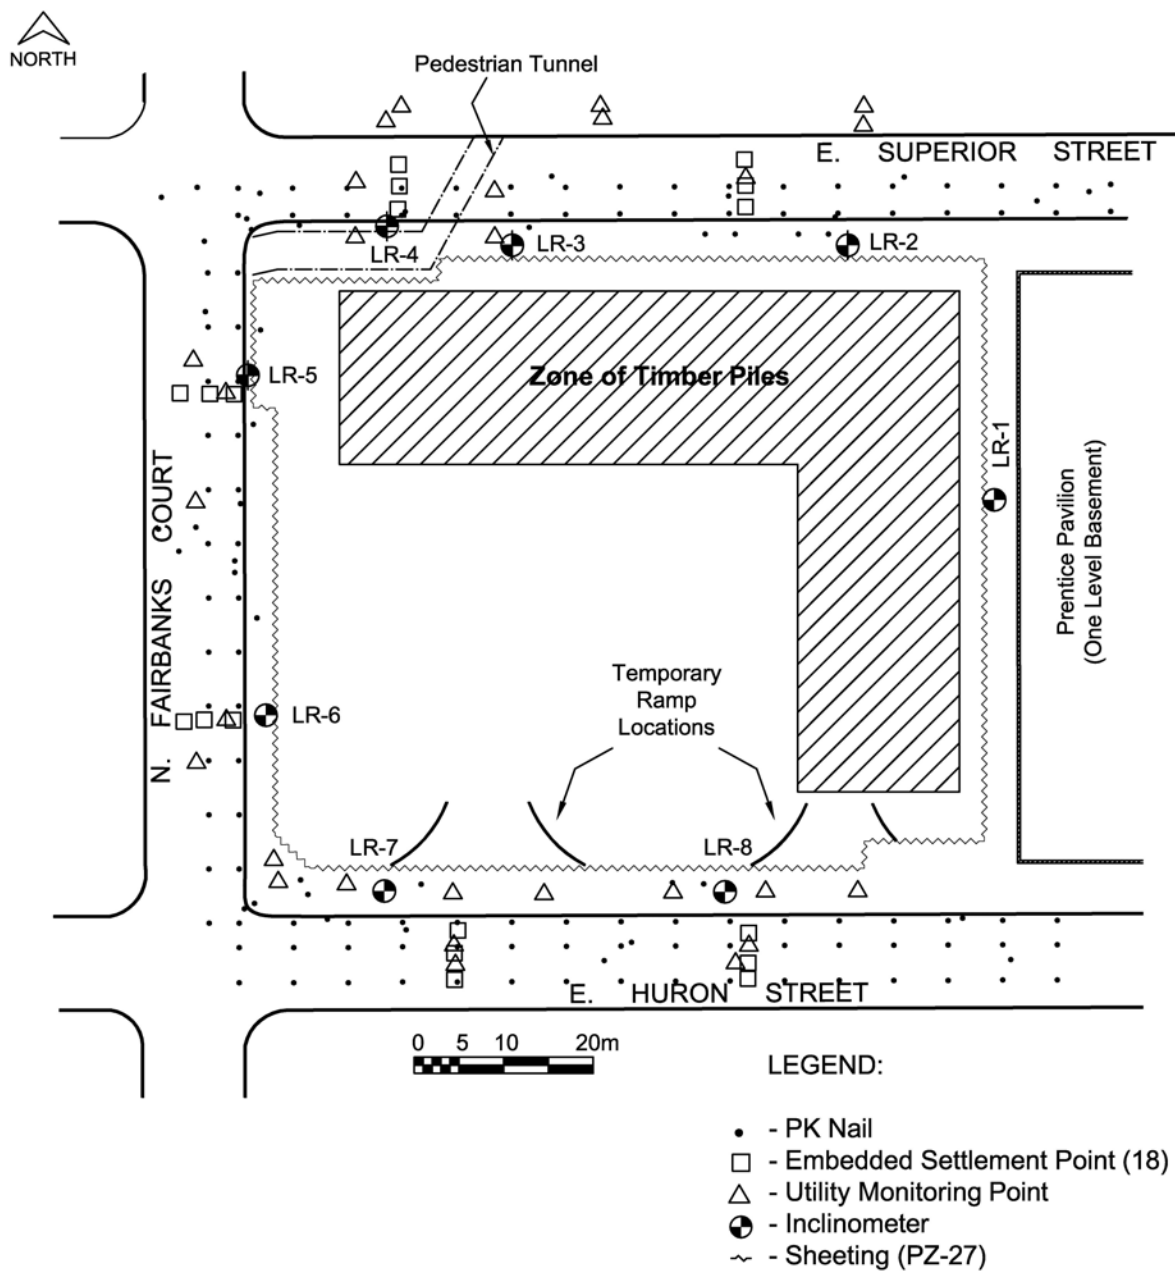 NORTH
Pedestrian Tunnel
E. SUPERIOR STREET
LR-4
LR-3
LR-2
LR-5
Zone of Timber Piles
LR-1
N. FAIRBANKS COURT
Prentice Pavilion
(One Level Basement)
Temporary
Ramp
Locations
LR-6
LR-7
LR-8
E. HURON STREET
0 5 10 20m
LEGEND:
- PK Nail
- Embedded Settlement Point (18)
- Utility Monitoring Point
- Inclinometer
- Sheeting (PZ-27)